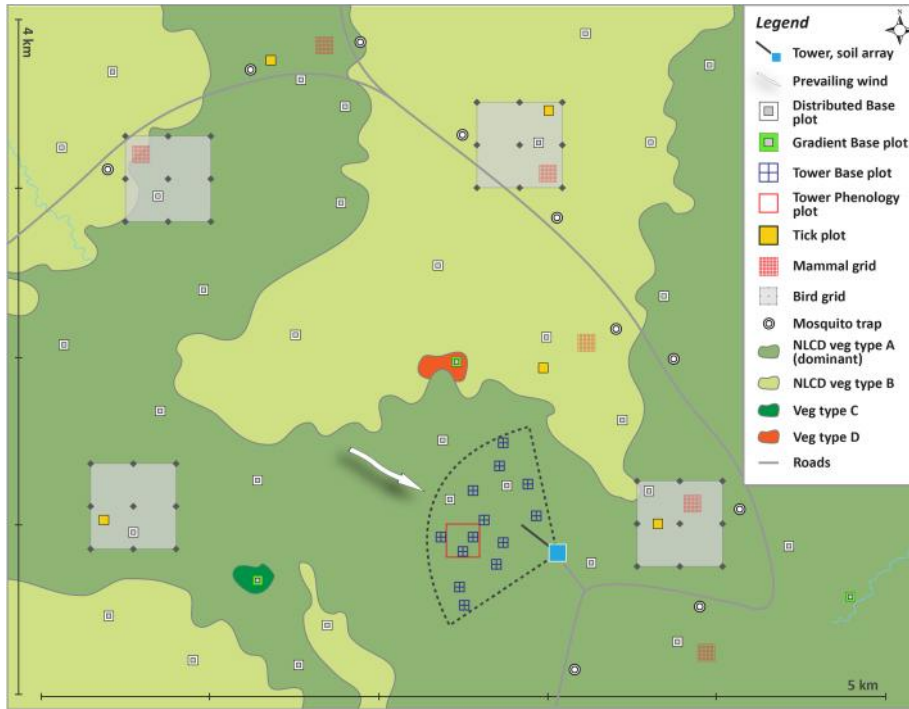 4 km
Legend
N
Tower, soil array
Prevailing wind
Distributed Base
plot
Gradient Base plot
Tower Base plot
Tower Phenology
plot
Tick plot
Mammal grid
Bird grid
Mosquito trap
NLCD veg type A
(dominant)
NLCD veg type B
Veg type C
Veg type D
Roads
5 km